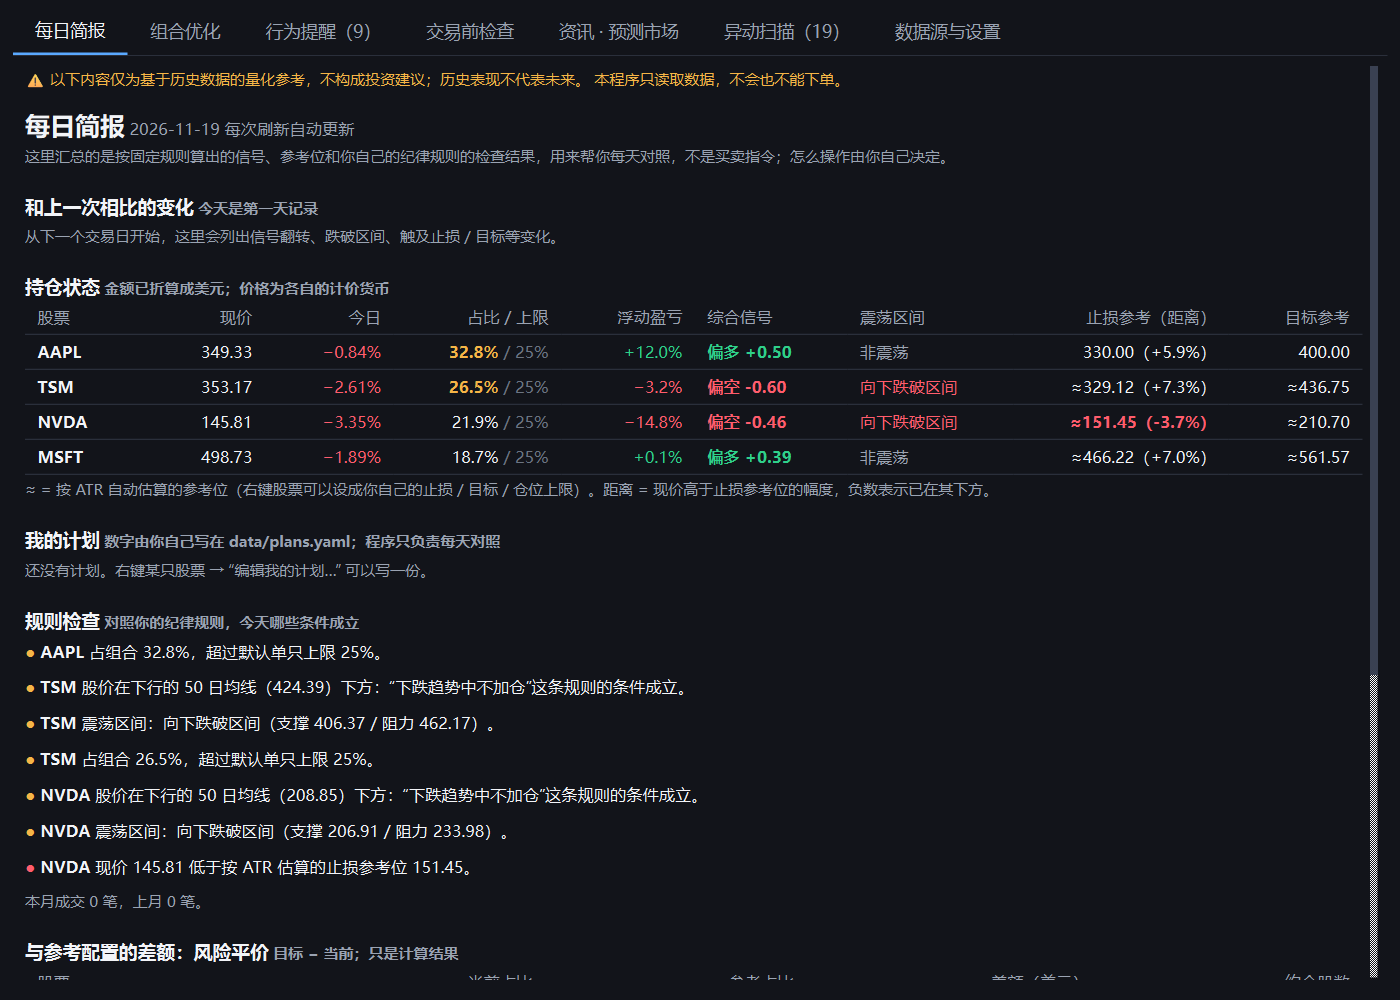 每日简报 组合优化 行为提醒（9） 交易前检查 资讯 · 预测市场 异动扫描（19） 数据源与设置
⚠ 以下内容仅为基于历史数据的量化参考，不构成投资建议；历史表现不代表未来。 本程序只读取数据，不会也不能下单。
每日简报 2026-11-19 每次刷新自动更新
这里汇总的是按固定规则算出的信号、参考位和你自己的纪律规则的检查结果，用来帮你每天对照，不是买卖指令；怎么操作由你自己决定。
和上一次相比的变化 今天是第一天记录
从下一个交易日开始，这里会列出信号翻转、跌破区间、触及止损 / 目标等变化。
持仓状态 金额已折算成美元；价格为各自的计价货币
股票 现价 今日 占比 / 上限 浮动盈亏 综合信号 震荡区间 止损参考（距离） 目标参考
AAPL 349.33 −0.84% 32.8% / 25% +12.0% 偏多 +0.50 非震荡 330.00（+5.9%） 400.00
TSM 353.17 −2.61% 26.5% / 25% −3.2% 偏空 -0.60 向下跌破区间 ≈329.12（+7.3%） ≈436.75
NVDA 145.81 −3.35% 21.9% / 25% −14.8% 偏空 -0.46 向下跌破区间 ≈151.45（-3.7%） ≈210.70
MSFT 498.73 −1.89% 18.7% / 25% +0.1% 偏多 +0.39 非震荡 ≈466.22（+7.0%） ≈561.57
≈ = 按 ATR 自动估算的参考位（右键股票可以设成你自己的止损 / 目标 / 仓位上限）。距离 = 现价高于止损参考位的幅度，负数表示已在其下方。
我的计划 数字由你自己写在 data/plans.yaml；程序只负责每天对照
还没有计划。右键某只股票 → “编辑我的计划…” 可以写一份。
规则检查 对照你的纪律规则，今天哪些条件成立
● AAPL 占组合 32.8%，超过默认单只上限 25%。
● TSM 股价在下行的 50 日均线（424.39）下方：“下跌趋势中不加仓”这条规则的条件成立。
● TSM 震荡区间：向下跌破区间（支撑 406.37 / 阻力 462.17）。
● TSM 占组合 26.5%，超过默认单只上限 25%。
● NVDA 股价在下行的 50 日均线（208.85）下方：“下跌趋势中不加仓”这条规则的条件成立。
● NVDA 震荡区间：向下跌破区间（支撑 206.91 / 阻力 233.98）。
● NVDA 现价 145.81 低于按 ATR 估算的止损参考位 151.45。
本月成交 0 笔，上月 0 笔。
与参考配置的差额：风险平价 目标 − 当前；只是计算结果